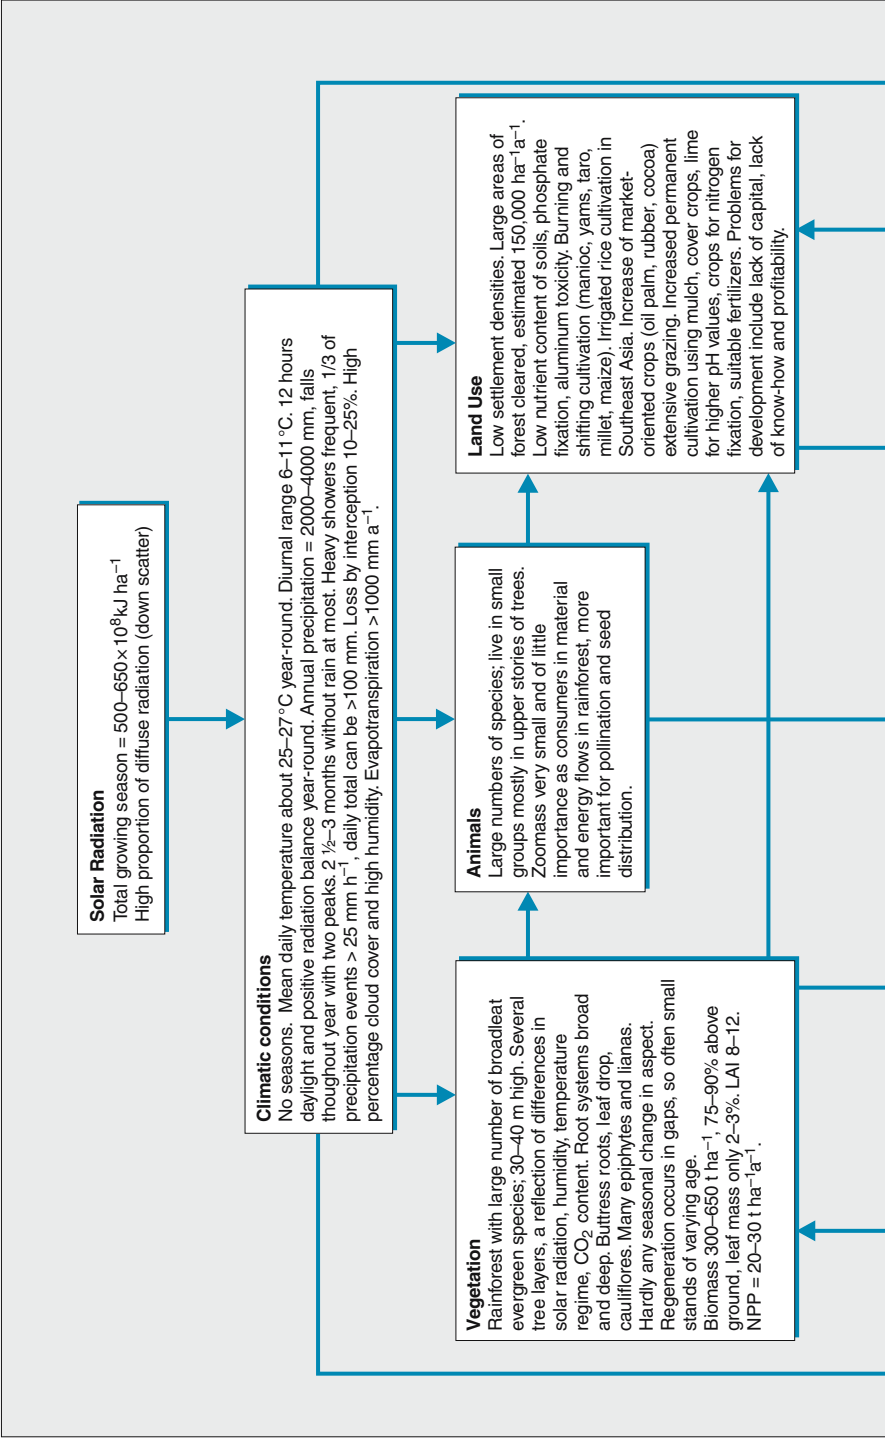 Solar Radiation
Total growing season = 500–650×10⁸kJ ha⁻¹
High proportion of diffuse radiation (down scatter)
Climatic conditions
No seasons. Mean daily temperature about 25–27°C year-round. Diurnal range 6–11°C. 12 hours
daylight and positive radiation balance year-round. Annual precipitation = 2000–4000 mm, falls
thoughout year with two peaks. 2 ½–3 months without rain at most. Heavy showers frequent, 1/3 of
precipitation events > 25 mm h⁻¹, daily total can be >100 mm. Loss by interception 10–25%. High
percentage cloud cover and high humidity. Evapotranspiration >1000 mm a⁻¹.
Vegetation
Rainforest with large number of broadleat
evergreen species; 30–40 m high. Several
tree layers, a reflection of differences in
solar radiation, humidity, temperature
regime, CO₂ content. Root systems broad
and deep. Buttress roots, leaf drop,
cauliflores. Many epiphytes and lianas.
Hardly any seasonal change in aspect.
Regeneration occurs in gaps, so often small
stands of varying age.
Biomass 300–650 t ha⁻¹, 75–90% above
ground, leaf mass only 2–3%. LAI 8–12.
NPP = 20–30 t ha⁻¹a⁻¹.
Animals
Large numbers of species; live in small
groups mostly in upper stories of trees.
Zoomass very small and of little
importance as consumers in material
and energy flows in rainforest, more
important for pollination and seed
distribution.
Land Use
Low settlement densities. Large areas of
forest cleared, estimated 150,000 ha⁻¹a⁻¹.
Low nutrient content of soils, phosphate
fixation, aluminum toxicity. Burning and
shifting cultivation (manioc, yams, taro,
millet, maize). Irrigated rice cultivation in
Southeast Asia. Increase of market-
oriented crops (oil palm, rubber, cocoa)
extensive grazing. Increased permanent
cultivation using mulch, cover crops, lime
for higher pH values, crops for nitrogen
fixation, suitable fertilizers. Problems for
development include lack of capital, lack
of know-how and profitability.